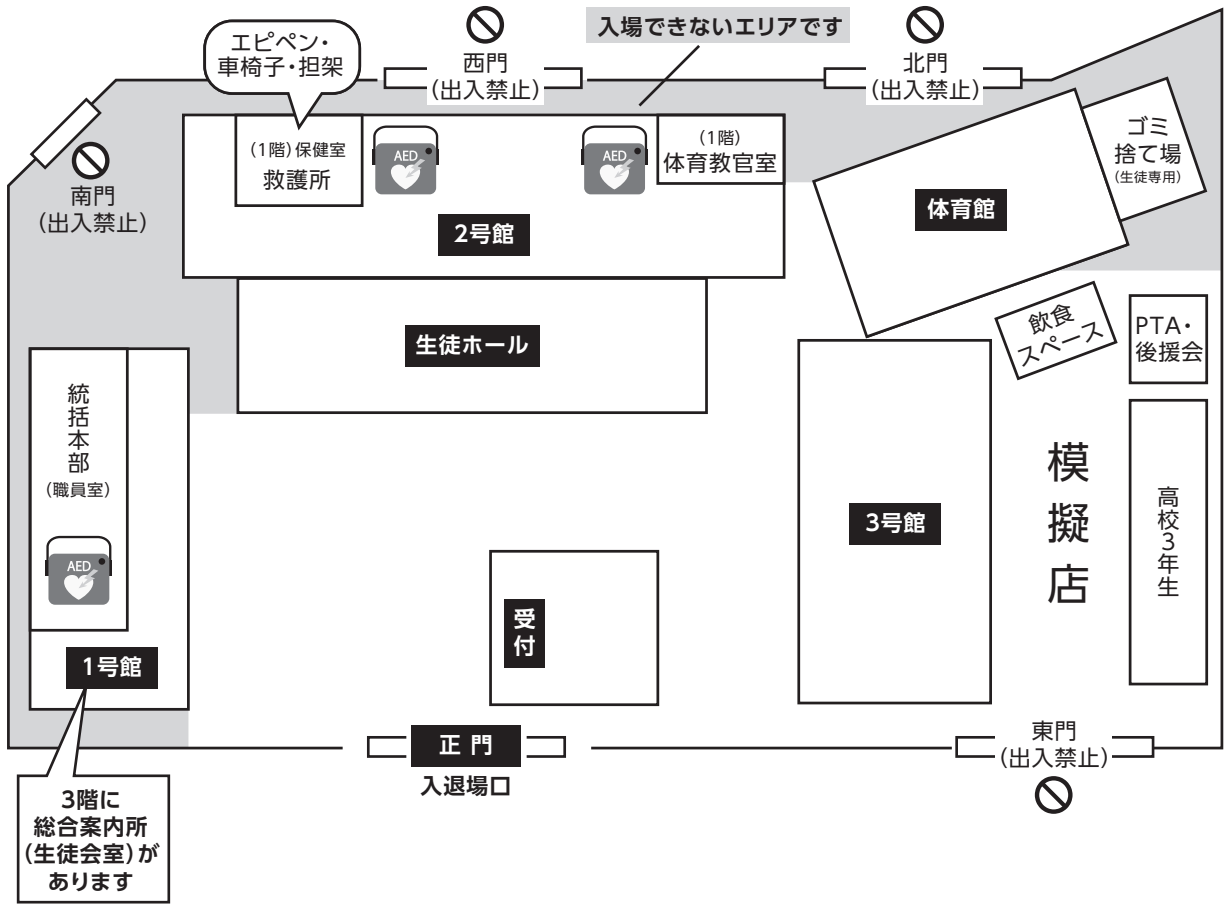 入場できないエリアです
エピペン・
車椅子・担架
西門
(出入禁止)
北門
(出入禁止)
南門
(出入禁止)
(1階)保健室
救護所
AED
AED
(1階)
体育教官室
2号館
体育館
ゴミ
捨て場
(生徒専用)
生徒ホール
飲食
スペース
PTA・
後援会
統括本部
(職員室)
AED
1号館
受付
3号館
模擬店
高校3年生
正門
入退場口
東門
(出入禁止)
3階に
総合案内所
(生徒会室)が
あります